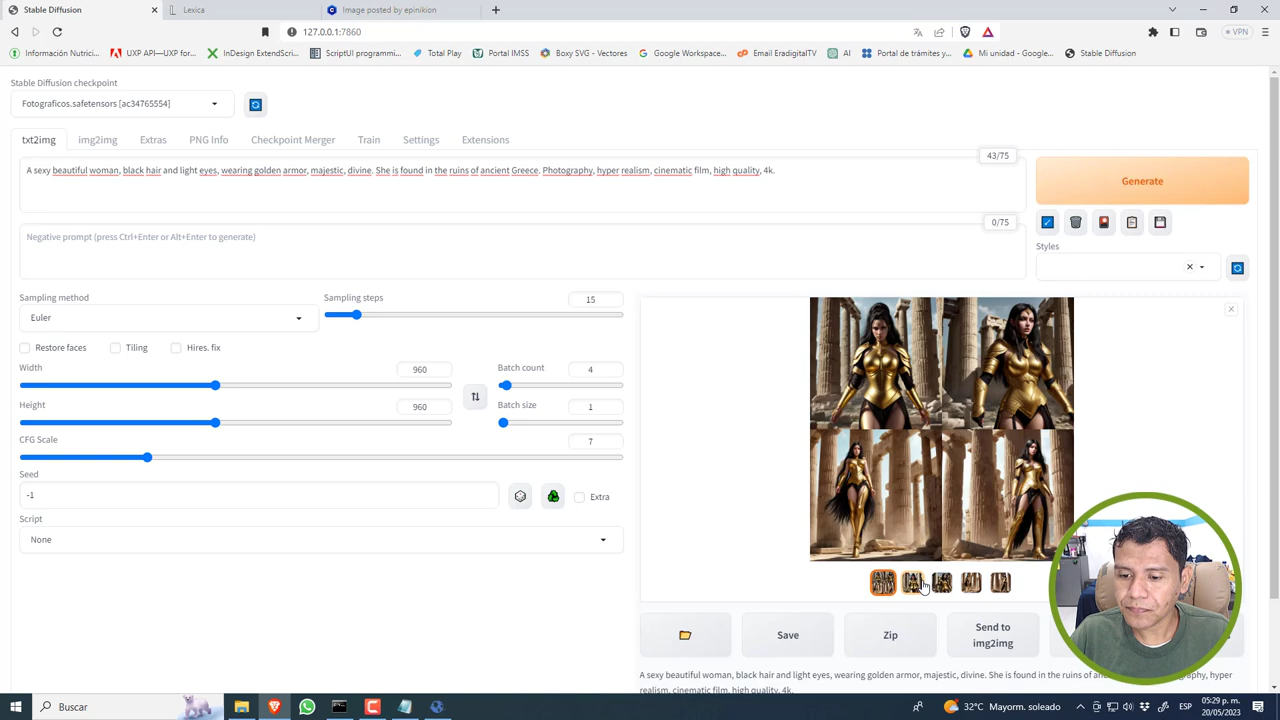 Stable Diffusion
Lexica
Image posted by epinikion
127.0.0.1:7860
VPN
Información Nutrici...
UXP API—UXP for...
InDesign ExtendScri...
ScriptUI programmi...
Total Play
Portal IMSS
Boxy SVG - Vectores
Google Workspace...
Email EradigitalTV
AI
Portal de trámites y...
Mi unidad - Google...
Stable Diffusion
Stable Diffusion checkpoint
Fotograficos.safetensors [ac34765554]
txt2img
img2img
Extras
PNG Info
Checkpoint Merger
Train
Settings
Extensions
43/75
A sexy beautiful woman, black hair and light eyes, wearing golden armor, majestic, divine. She is found in the ruins of ancient Greece. Photography, hyper realism, cinematic film, high quality, 4k.
Generate
0/75
Negative prompt (press Ctrl+Enter or Alt+Enter to generate)
Styles
Sampling method
Sampling steps
15
Euler
Restore faces
Tiling
Hires. fix
Width
960
Batch count
4
Height
960
Batch size
1
CFG Scale
7
Seed
-1
Extra
Script
None
Save
Zip
Send to
img2img
A sexy beautiful woman, black hair and light eyes, wearing golden armor, majestic, divine. She is found in the ruins of
hyper
realism, cinematic film, high quality, 4k.
Buscar
32°C Mayorm. soleado
ESP
05:29 p. m.
20/05/2023